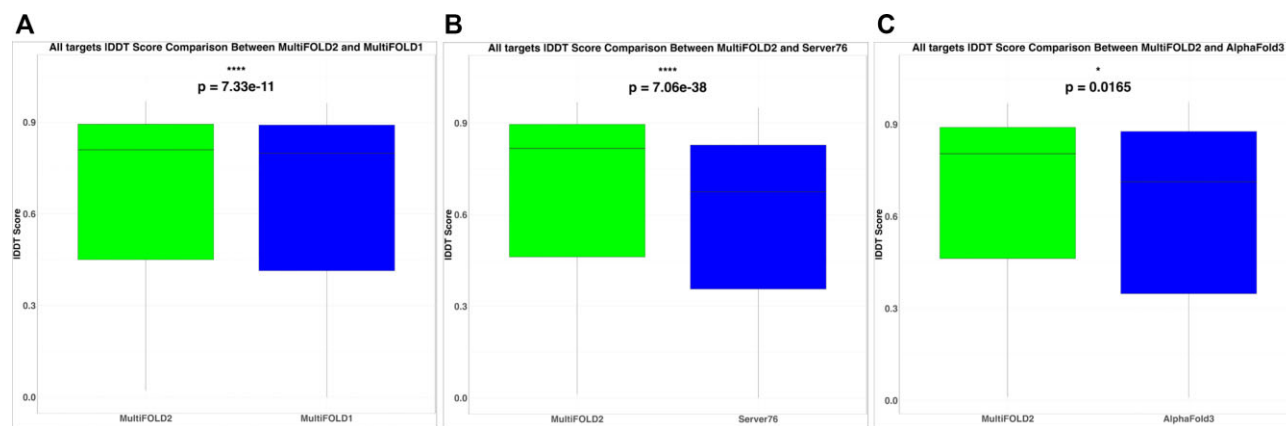 A
All targets lDDT Score Comparison Between MultiFOLD2 and MultiFOLD1
****
p = 7.33e-11
lDDT Score
0.9
0.6
0.3
0.0
MultiFOLD2
MultiFOLD1
B
All targets lDDT Score Comparison Between MultiFOLD2 and Server76
****
p = 7.06e-38
lDDT Score
0.9
0.6
0.3
0.0
MultiFOLD2
Server76
C
All targets lDDT Score Comparison Between MultiFOLD2 and AlphaFold3
*
p = 0.0165
lDDT Score
0.9
0.6
0.3
0.0
MultiFOLD2
AlphaFold3